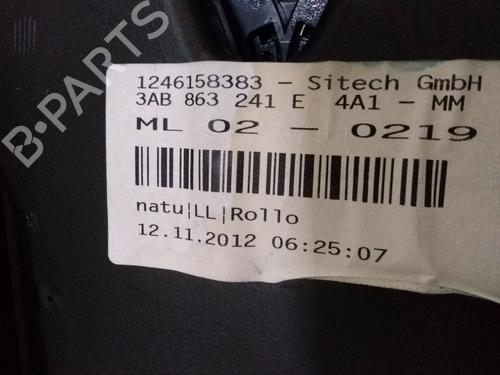 1246158383 - Sitech GmbH
3AB 863 241 E 4A1 - MM
ML 02 - 0219
natu¦LL¦Rollo
12.11.2012 06:25:07
B-PARTS